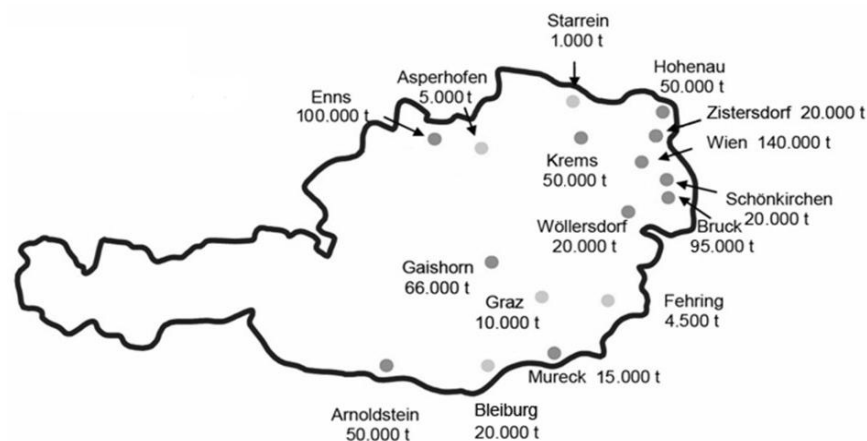 Starrein
1.000 t
Hohenau
50.000 t
Asperhofen
5.000 t
Enns
100.000 t
Zistersdorf 20.000 t
Wien 140.000 t
Krems
50.000 t
Schönkirchen
20.000 t
Wöllersdorf
20.000 t
Bruck
95.000 t
Gaishorn
66.000 t
Graz
10.000 t
Fehring
4.500 t
Mureck 15.000 t
Arnoldstein
50.000 t
Bleiburg
20.000 t